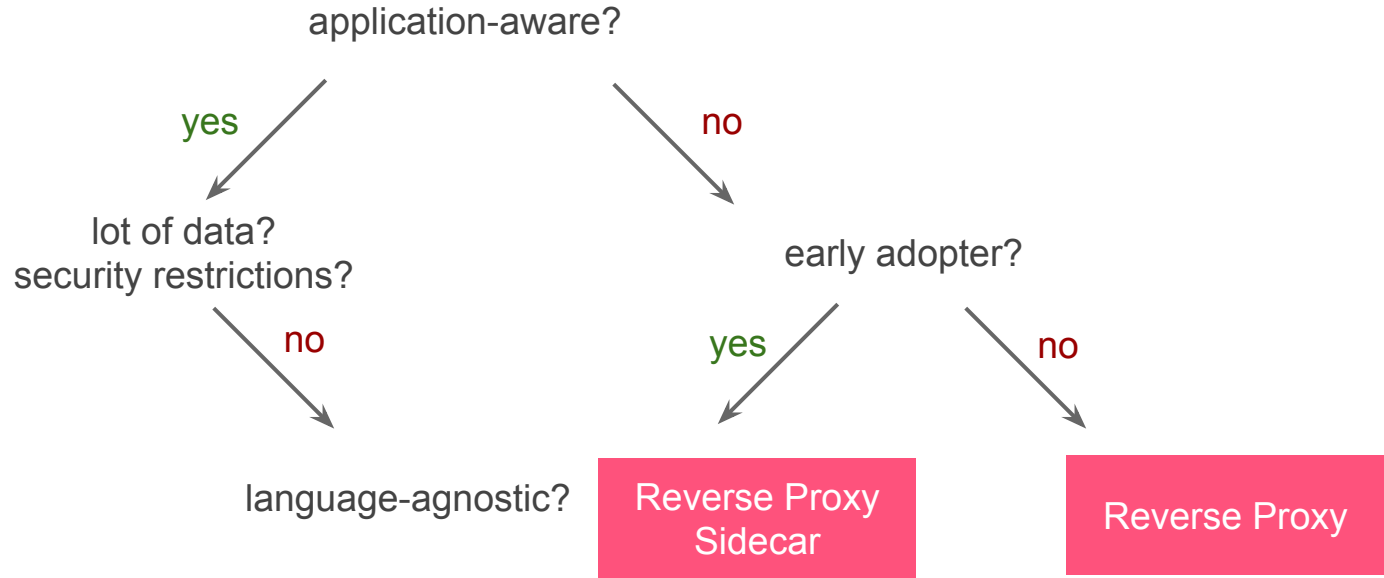 application-aware?
yes
no
lot of data?
security restrictions?
early adopter?
no
yes
no
language-agnostic?
Reverse Proxy
Sidecar
Reverse Proxy